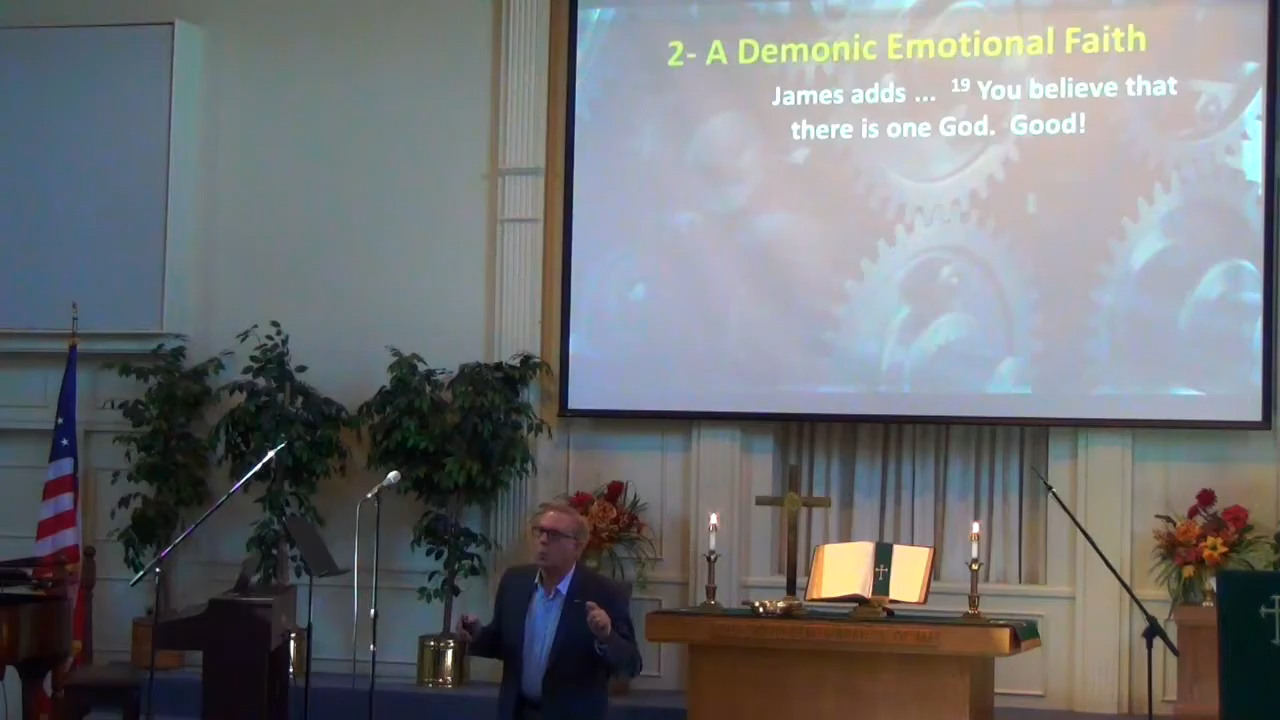 2- A Demonic Emotional Faith
James adds ... ¹⁹ You believe that
there is one God. Good!